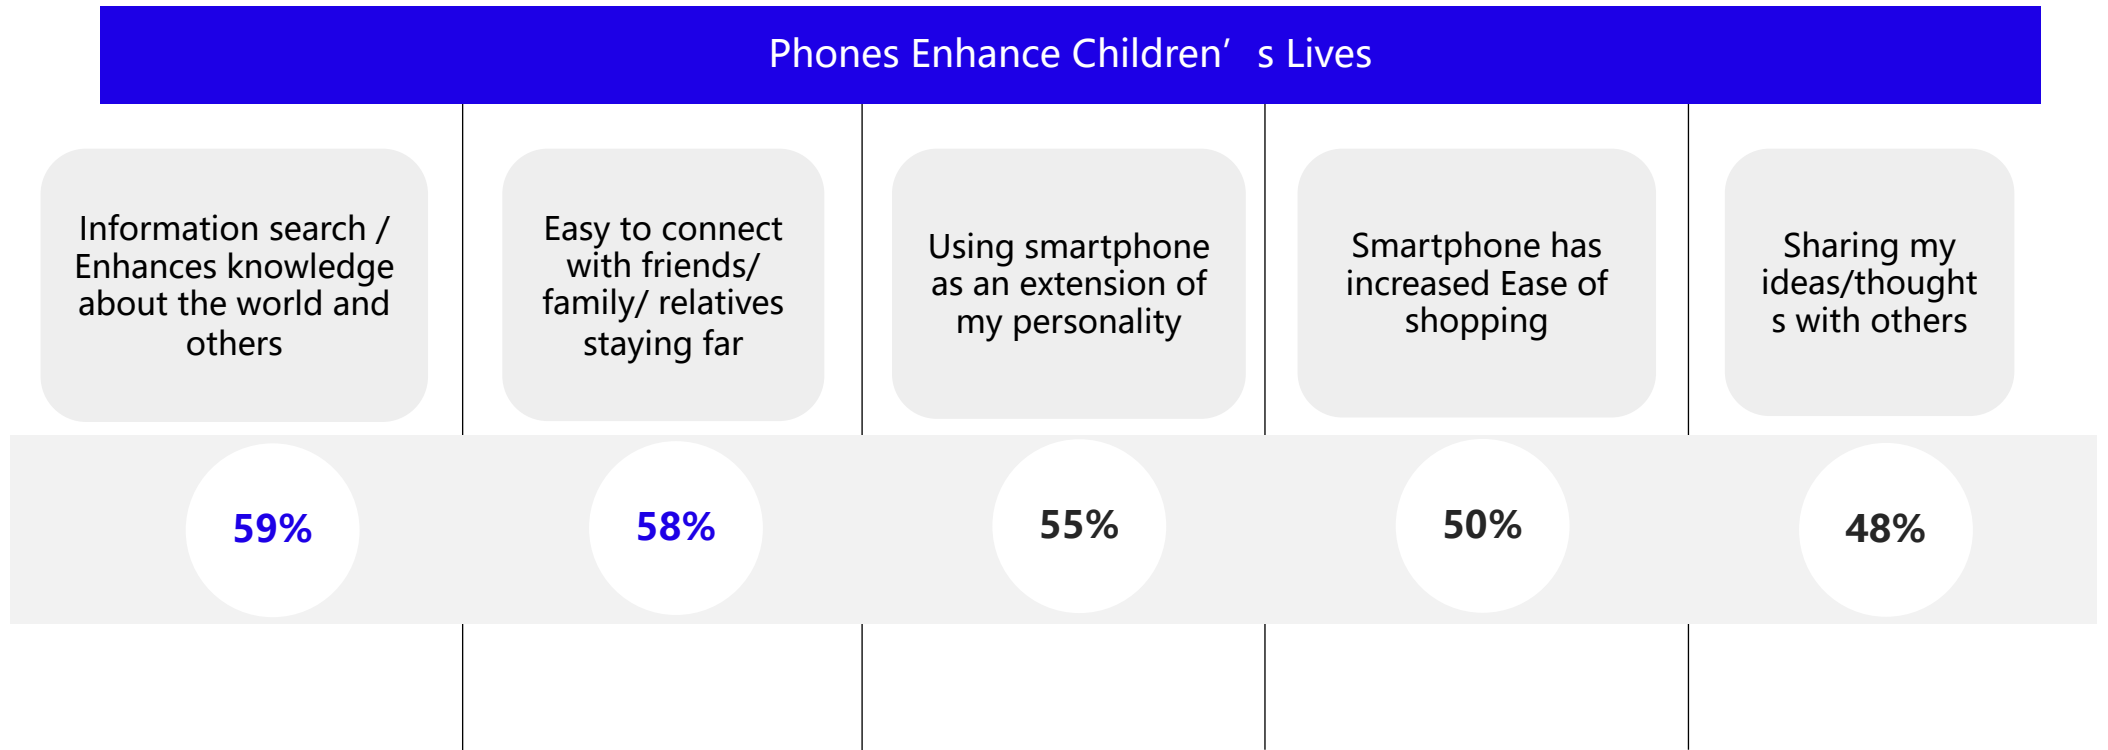 Phones Enhance Children’ s Lives
Information search /
Enhances knowledge
about the world and
others
Easy to connect
with friends/
family/ relatives
staying far
Using smartphone
as an extension of
my personality
Smartphone has
increased Ease of
shopping
Sharing my
ideas/thought
s with others
59%
58%
55%
50%
48%